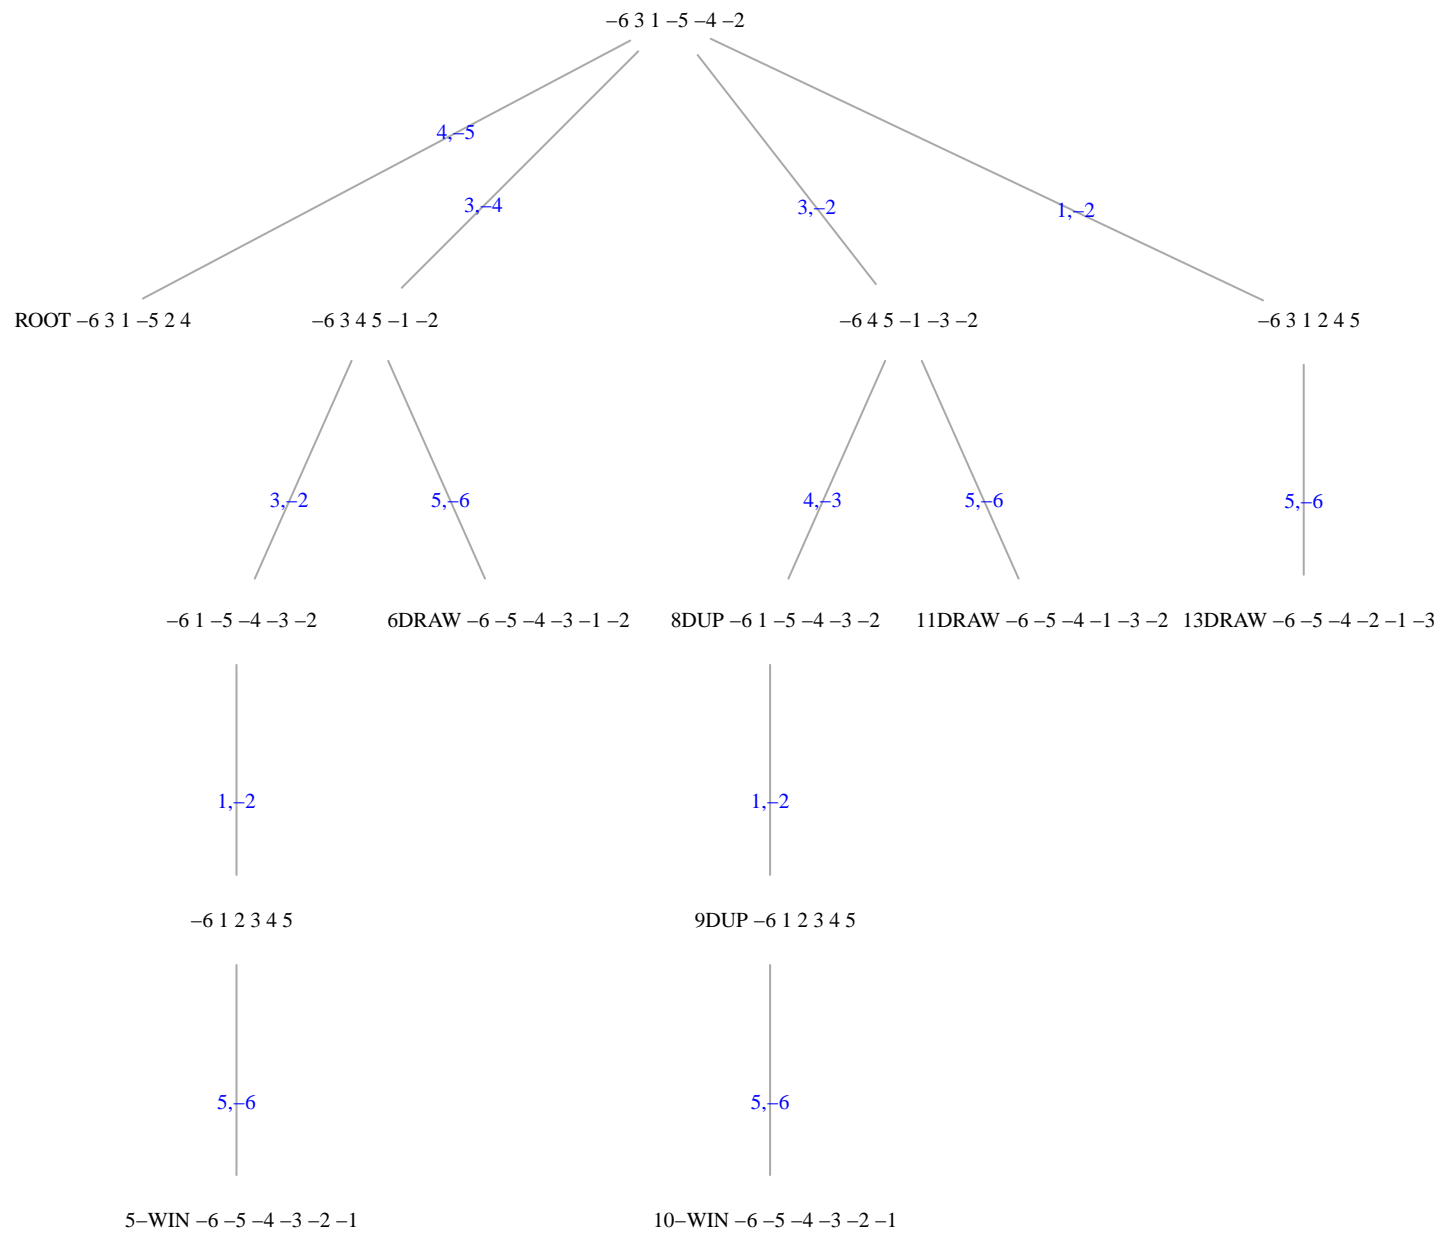 −6 3 1 −5 −4 −2
4,−5
3,−4
3,−2
1,−2
ROOT −6 3 1 −5 2 4
−6 3 4 5 −1 −2
−6 4 5 −1 −3 −2
−6 3 1 2 4 5
3,−2
5,−6
4,−3
5,−6
5,−6
−6 1 −5 −4 −3 −2
6DRAW −6 −5 −4 −3 −1 −2
8DUP −6 1 −5 −4 −3 −2
11DRAW −6 −5 −4 −1 −3 −2
13DRAW −6 −5 −4 −2 −1 −3
1,−2
1,−2
−6 1 2 3 4 5
9DUP −6 1 2 3 4 5
5,−6
5,−6
5−WIN −6 −5 −4 −3 −2 −1
10−WIN −6 −5 −4 −3 −2 −1